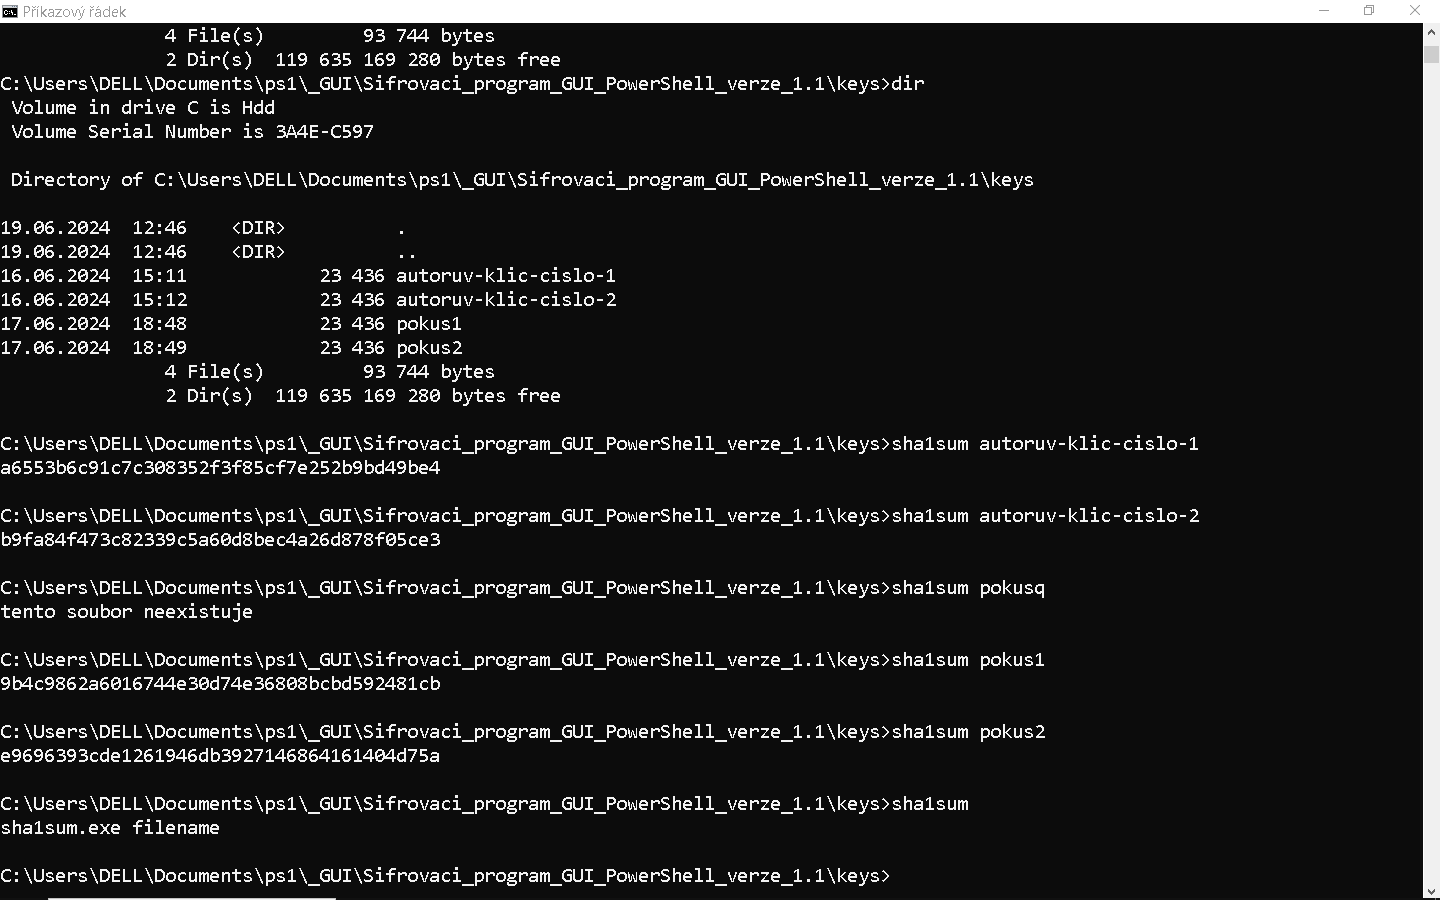 Příkazový řádek
4 File(s) 93 744 bytes
2 Dir(s) 119 635 169 280 bytes free
C:\Users\DELL\Documents\ps1\_GUI\Sifrovaci_program_GUI_PowerShell_verze_1.1\keys>dir
Volume in drive C is Hdd
Volume Serial Number is 3A4E-C597
Directory of C:\Users\DELL\Documents\ps1\_GUI\Sifrovaci_program_GUI_PowerShell_verze_1.1\keys
19.06.2024 12:46 <DIR> .
19.06.2024 12:46 <DIR> ..
16.06.2024 15:11 23 436 autoruv-klic-cislo-1
16.06.2024 15:12 23 436 autoruv-klic-cislo-2
17.06.2024 18:48 23 436 pokus1
17.06.2024 18:49 23 436 pokus2
4 File(s) 93 744 bytes
2 Dir(s) 119 635 169 280 bytes free
C:\Users\DELL\Documents\ps1\_GUI\Sifrovaci_program_GUI_PowerShell_verze_1.1\keys>sha1sum autoruv-klic-cislo-1
a6553b6c91c7c308352f3f85cf7e252b9bd49be4
C:\Users\DELL\Documents\ps1\_GUI\Sifrovaci_program_GUI_PowerShell_verze_1.1\keys>sha1sum autoruv-klic-cislo-2
b9fa84f473c82339c5a60d8bec4a26d878f05ce3
C:\Users\DELL\Documents\ps1\_GUI\Sifrovaci_program_GUI_PowerShell_verze_1.1\keys>sha1sum pokusq
tento soubor neexistuje
C:\Users\DELL\Documents\ps1\_GUI\Sifrovaci_program_GUI_PowerShell_verze_1.1\keys>sha1sum pokus1
9b4c9862a6016744e30d74e36808bcbd592481cb
C:\Users\DELL\Documents\ps1\_GUI\Sifrovaci_program_GUI_PowerShell_verze_1.1\keys>sha1sum pokus2
e9696393cde1261946db3927146864161404d75a
C:\Users\DELL\Documents\ps1\_GUI\Sifrovaci_program_GUI_PowerShell_verze_1.1\keys>sha1sum
sha1sum.exe filename
C:\Users\DELL\Documents\ps1\_GUI\Sifrovaci_program_GUI_PowerShell_verze_1.1\keys>